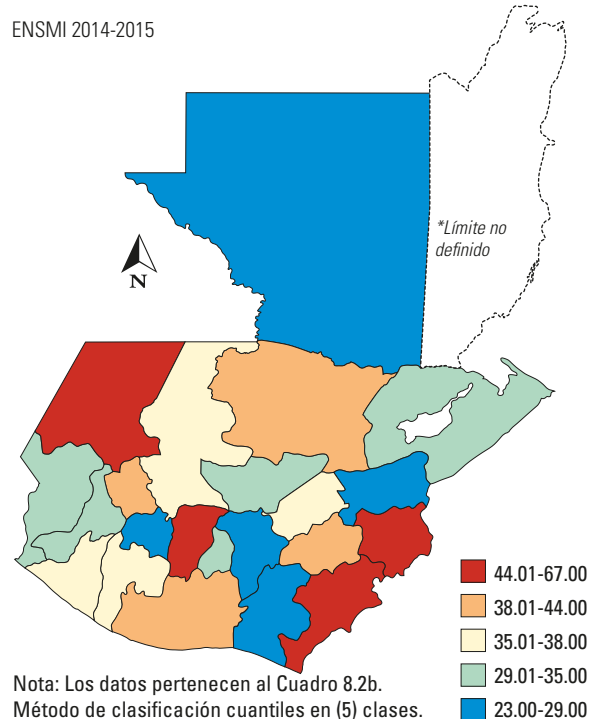 ENSMI 2014-2015
*Límite no
definido
N
44.01-67.00
38.01-44.00
35.01-38.00
29.01-35.00
23.00-29.00
Nota: Los datos pertenecen al Cuadro 8.2b.
Método de clasificación cuantiles en (5) clases.